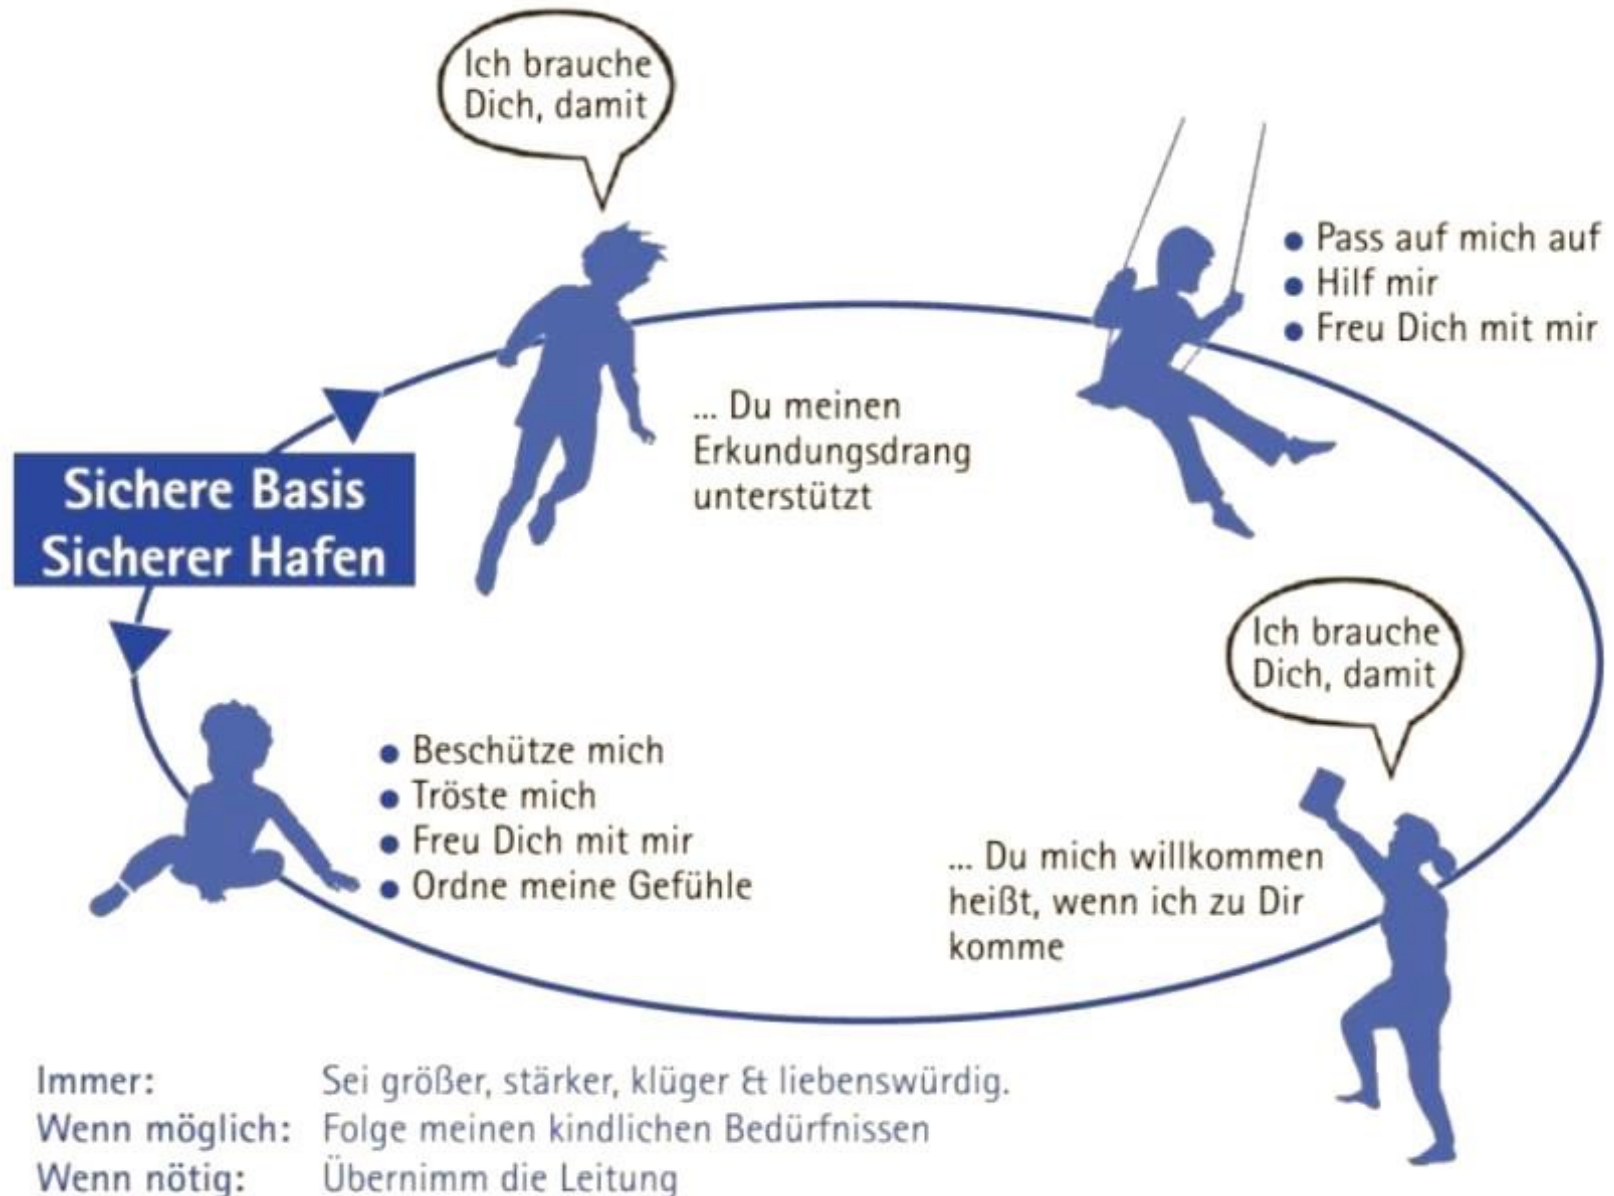 Ich brauche
Dich, damit
• Pass auf mich auf
• Hilf mir
• Freu Dich mit mir
... Du meinen
Erkundungsdrang
unterstützt
Sichere Basis
Sicherer Hafen
Ich brauche
Dich, damit
• Beschütze mich
• Tröste mich
• Freu Dich mit mir
• Ordne meine Gefühle
... Du mich willkommen
heißt, wenn ich zu Dir
komme
Immer: Sei größer, stärker, klüger & liebenswürdig.
Wenn möglich: Folge meinen kindlichen Bedürfnissen
Wenn nötig: Übernimm die Leitung